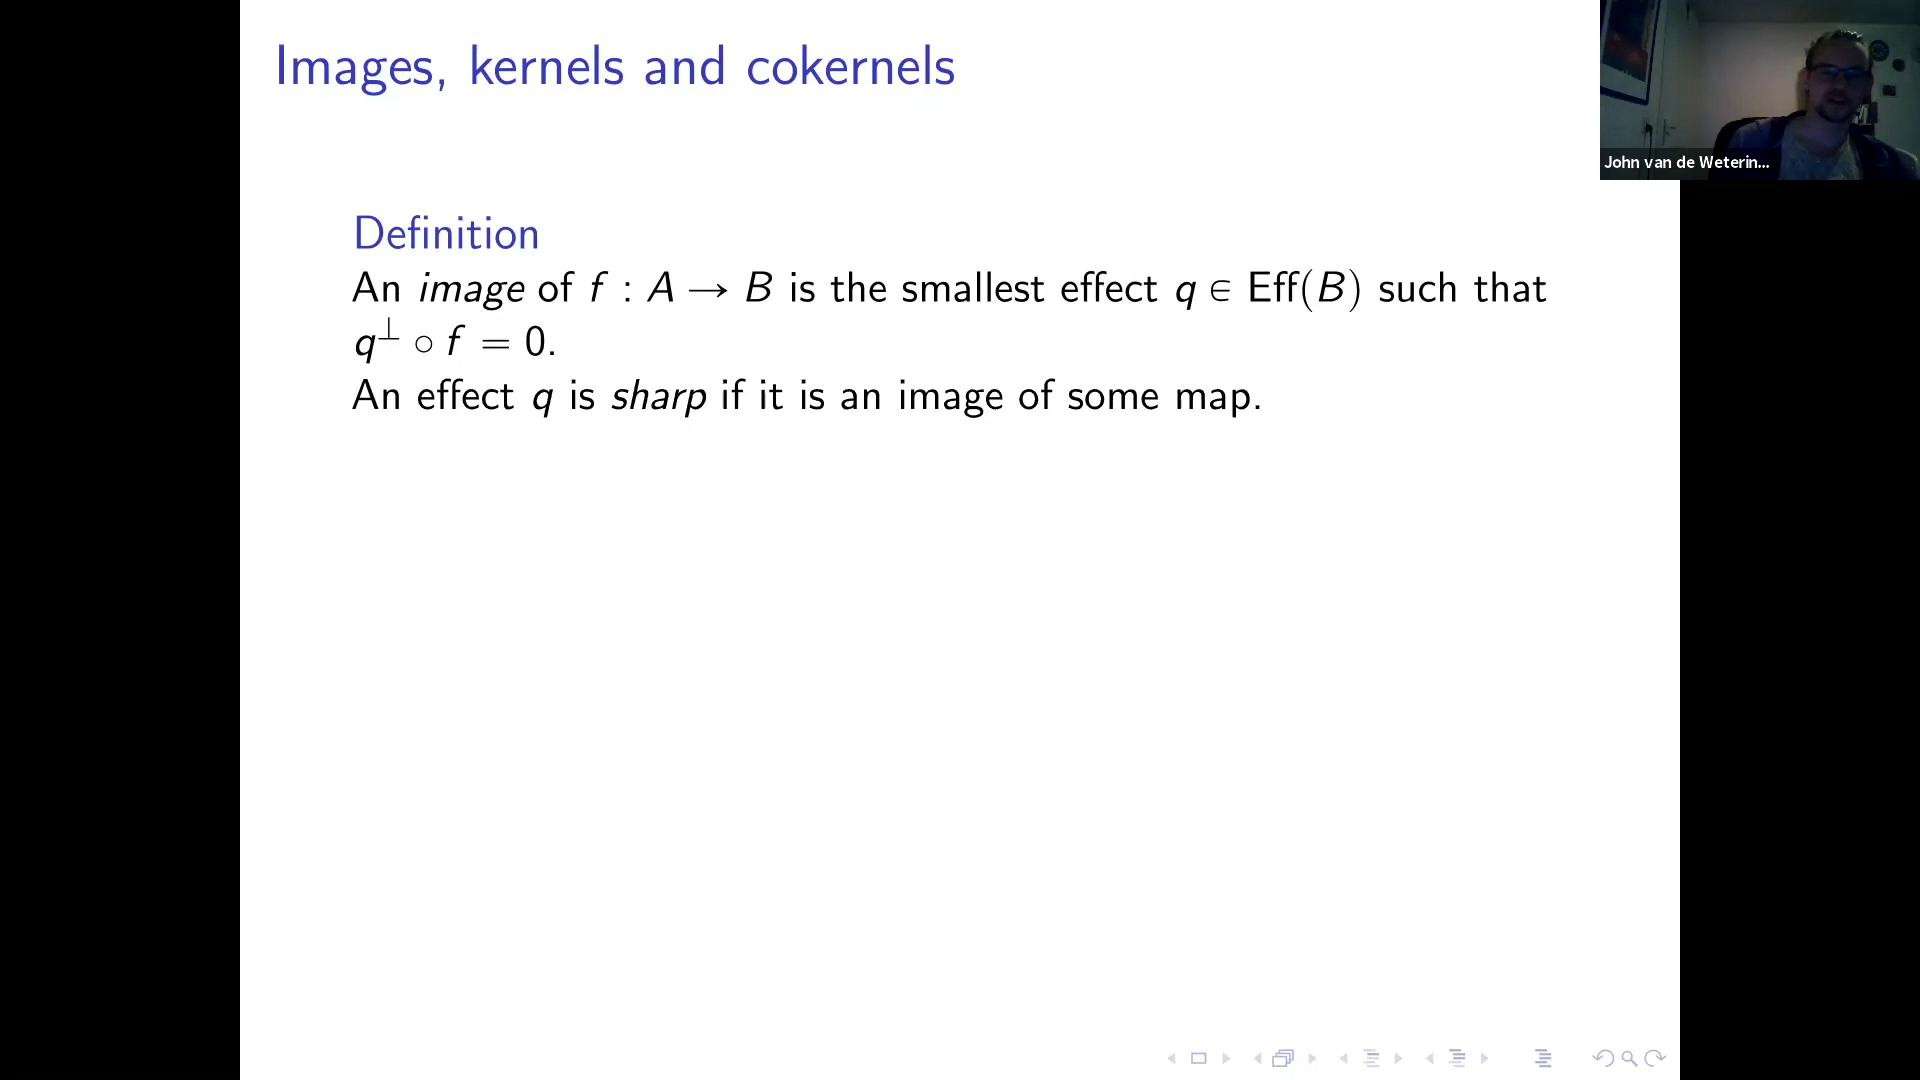 Images, kernels and cokernels
John van de Weterin...
Definition
An image of f : A → B is the smallest effect q ∈ Eff(B) such that
q⊥ ∘ f = 0.
An effect q is sharp if it is an image of some map.